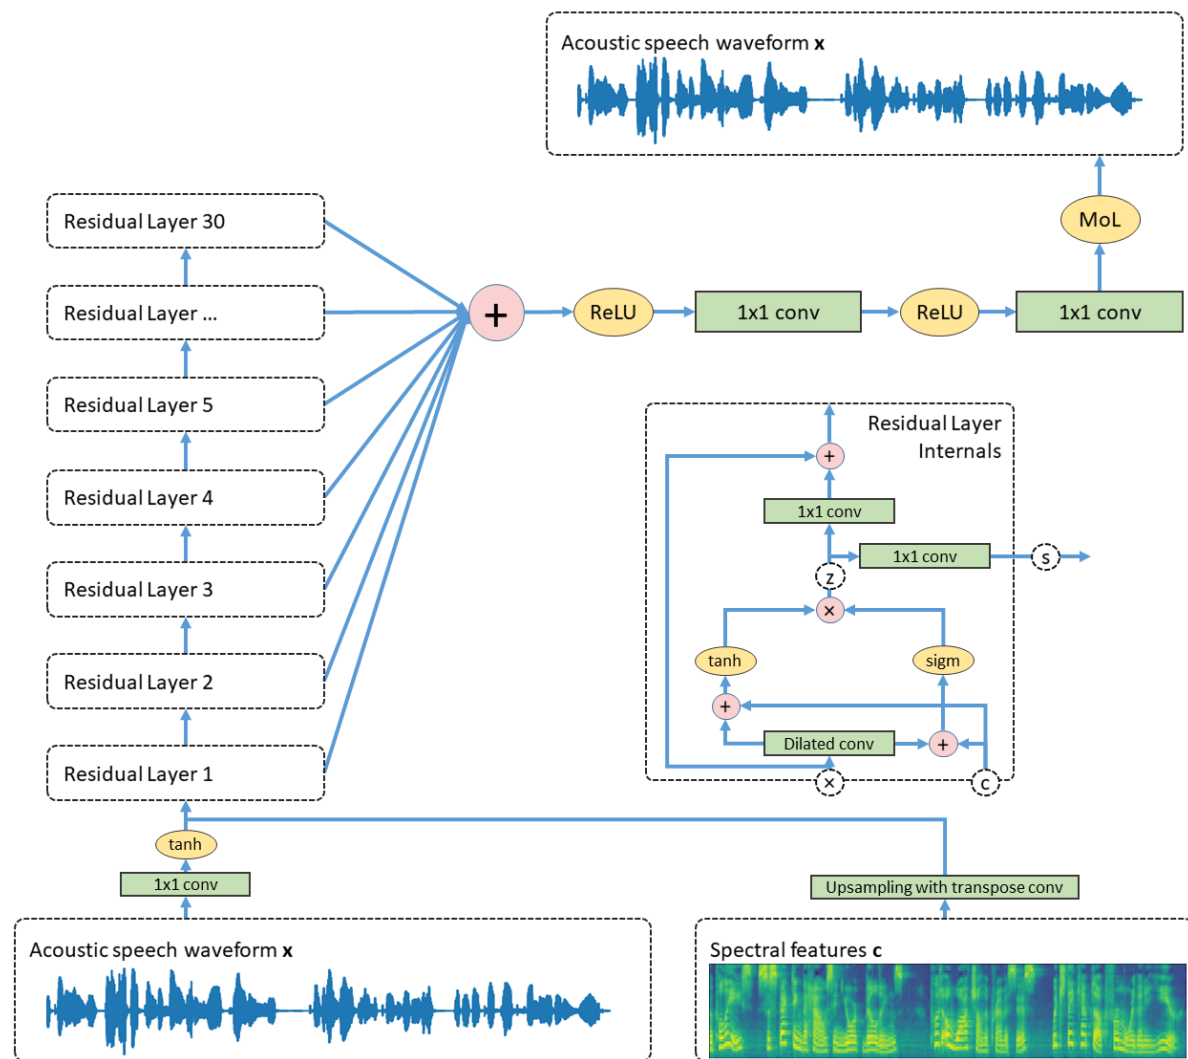 Acoustic speech waveform x
MoL
Residual Layer 30
Residual Layer ...
+
ReLU
1x1 conv
ReLU
1x1 conv
Residual Layer 5
Residual Layer 4
Residual Layer 3
Residual Layer 2
Residual Layer 1
Residual Layer
Internals
+
1x1 conv
1x1 conv
s
z
×
tanh
sigm
+
Dilated conv
+
×
c
tanh
1x1 conv
Upsampling with transpose conv
Acoustic speech waveform x
Spectral features c